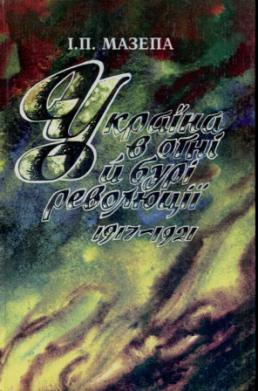 І.П. МАЗЕПА
Україна
в огні
й бурі
революції
1917–1921